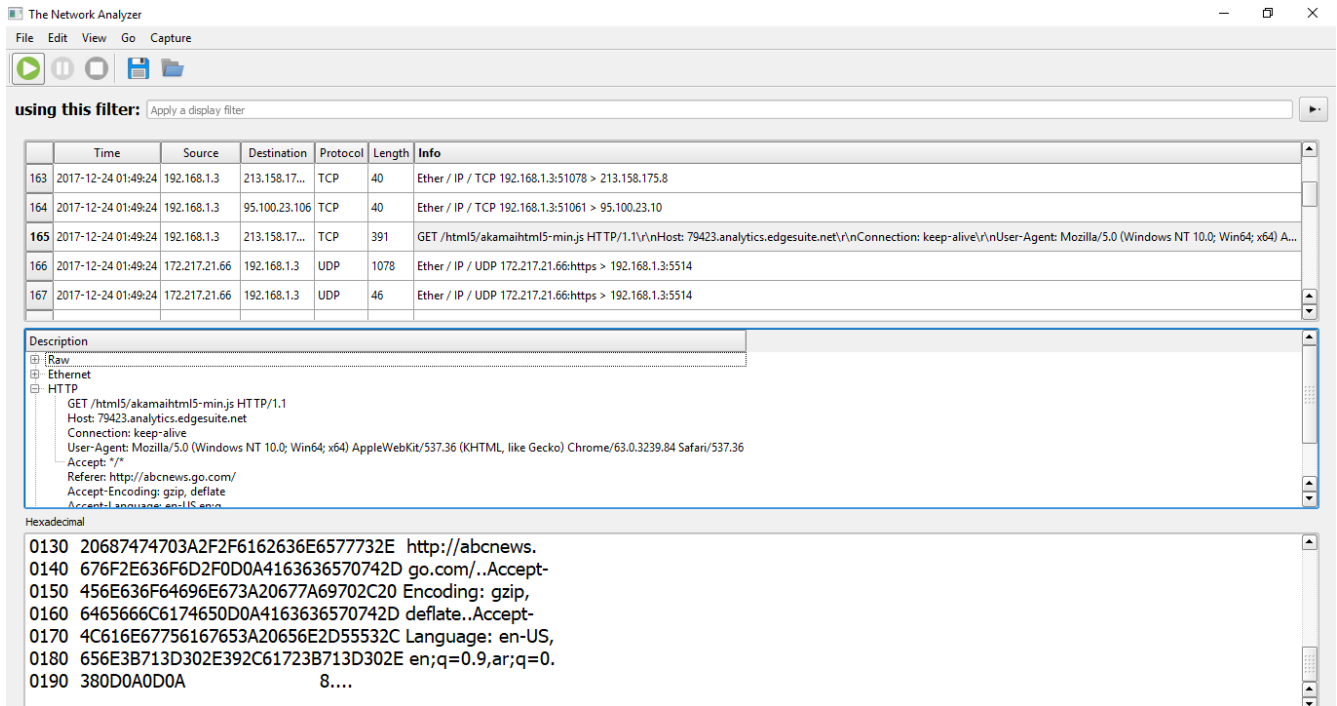 The Network Analyzer
File Edit View Go Capture
using this filter: Apply a display filter
Time Source Destination Protocol Length Info
163 2017-12-24 01:49:24 192.168.1.3 213.158.17... TCP 40 Ether / IP / TCP 192.168.1.3:51078 > 213.158.175.8
164 2017-12-24 01:49:24 192.168.1.3 95.100.23.106 TCP 40 Ether / IP / TCP 192.168.1.3:51061 > 95.100.23.10
165 2017-12-24 01:49:24 192.168.1.3 213.158.17... TCP 391 GET /html5/akamaihtml5-min.js HTTP/1.1\r\nHost: 79423.analytics.edgesuite.net\r\nConnection: keep-alive\r\nUser-Agent: Mozilla/5.0 (Windows NT 10.0; Win64; x64) A...
166 2017-12-24 01:49:24 172.217.21.66 192.168.1.3 UDP 1078 Ether / IP / UDP 172.217.21.66:https > 192.168.1.3:5514
167 2017-12-24 01:49:24 172.217.21.66 192.168.1.3 UDP 46 Ether / IP / UDP 172.217.21.66:https > 192.168.1.3:5514
Description
Raw
Ethernet
HTTP
GET /html5/akamaihtml5-min.js HTTP/1.1
Host: 79423.analytics.edgesuite.net
Connection: keep-alive
User-Agent: Mozilla/5.0 (Windows NT 10.0; Win64; x64) AppleWebKit/537.36 (KHTML, like Gecko) Chrome/63.0.3239.84 Safari/537.36
Accept: */*
Referer: http://abcnews.go.com/
Accept-Encoding: gzip, deflate
Accept-Language: en-US,en;q
Hexadecimal
0130 20687474703A2F2F6162636E6577732E http://abcnews.
0140 676F2E636F6D2F0D0A4163636570742D go.com/..Accept-
0150 456E636F64696E673A20677A69702C20 Encoding: gzip,
0160 6465666C6174650D0A4163636570742D deflate..Accept-
0170 4C616E67756167653A20656E2D55532C Language: en-US,
0180 656E3B713D302E392C61723B713D302E en;q=0.9,ar;q=0.
0190 380D0A0D0A 8....